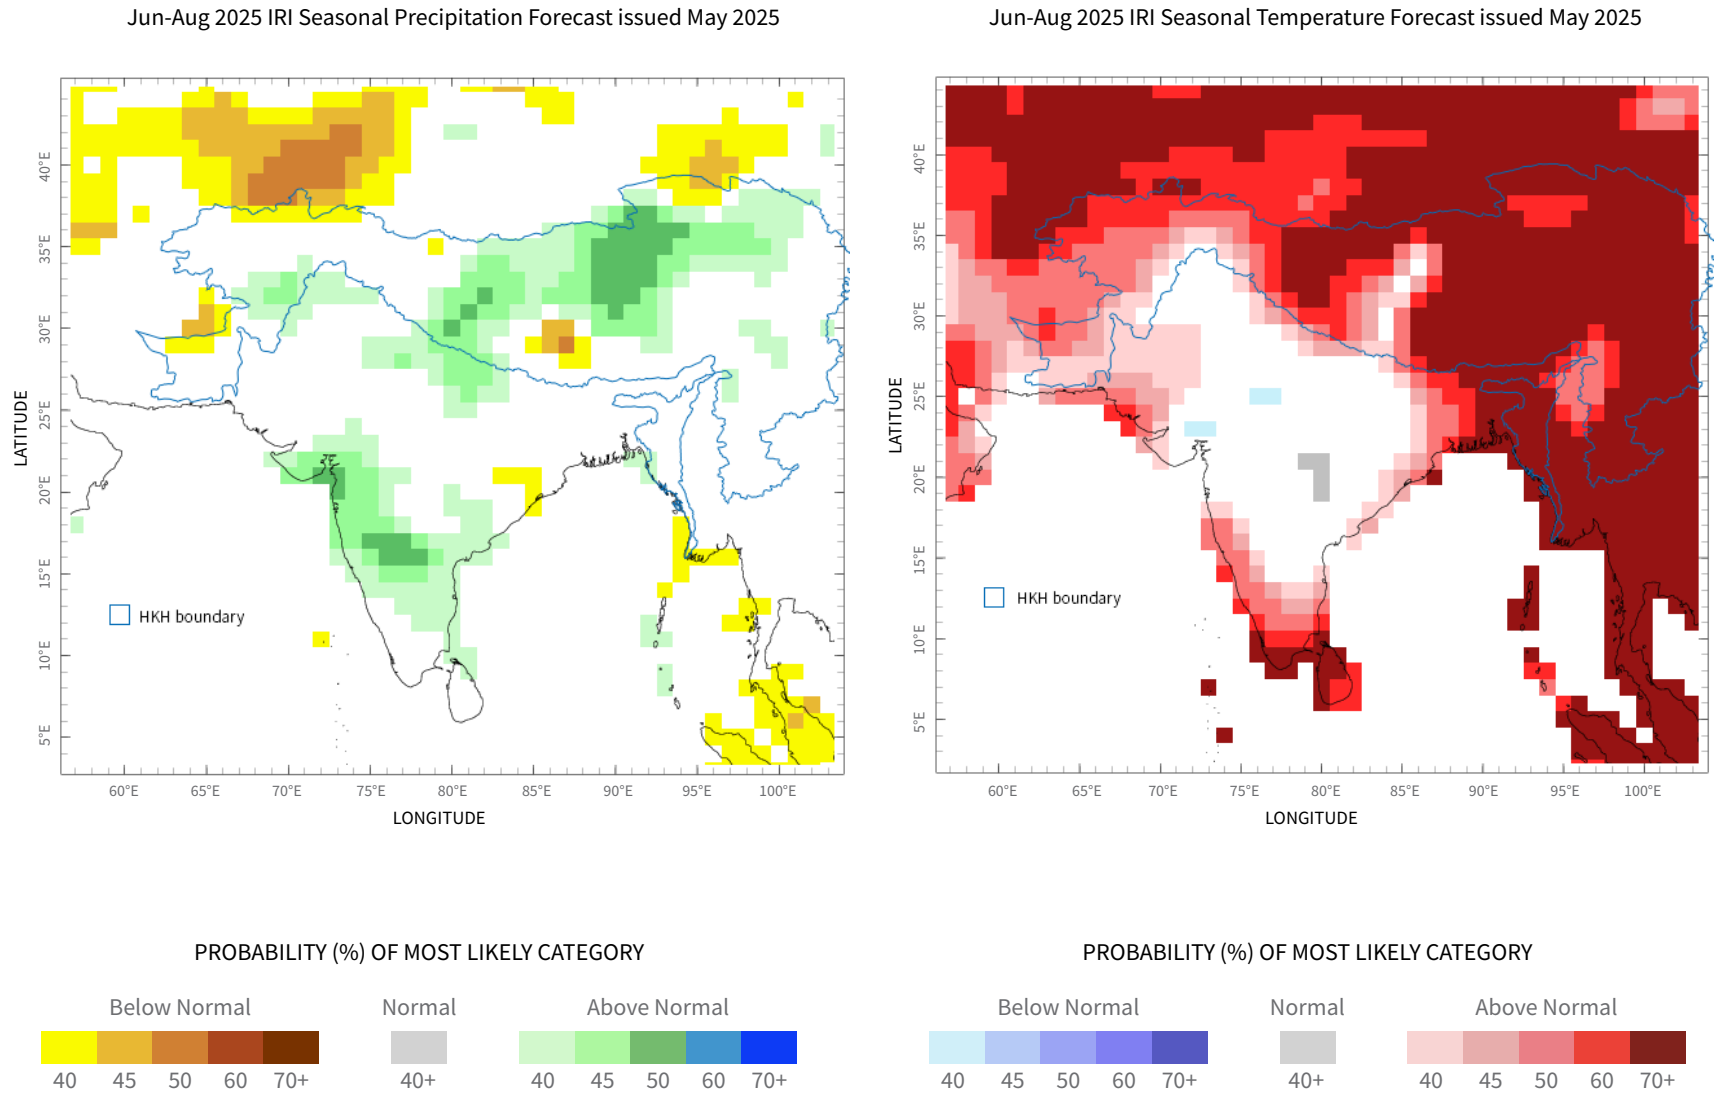 Jun-Aug 2025 IRI Seasonal Precipitation Forecast issued May 2025
40°E
35°E
30°E
25°E
20°E
15°E
10°E
5°E
LATITUDE
HKH boundary
60°E 65°E 70°E 75°E 80°E 85°E 90°E 95°E 100°E
LONGITUDE
PROBABILITY (%) OF MOST LIKELY CATEGORY
Below Normal Normal Above Normal
40 45 50 60 70+ 40+ 40 45 50 60 70+
Jun-Aug 2025 IRI Seasonal Temperature Forecast issued May 2025
40°E
35°E
30°E
25°E
20°E
15°E
10°E
5°E
LATITUDE
HKH boundary
60°E 65°E 70°E 75°E 80°E 85°E 90°E 95°E 100°E
LONGITUDE
PROBABILITY (%) OF MOST LIKELY CATEGORY
Below Normal Normal Above Normal
40 45 50 60 70+ 40+ 40 45 50 60 70+